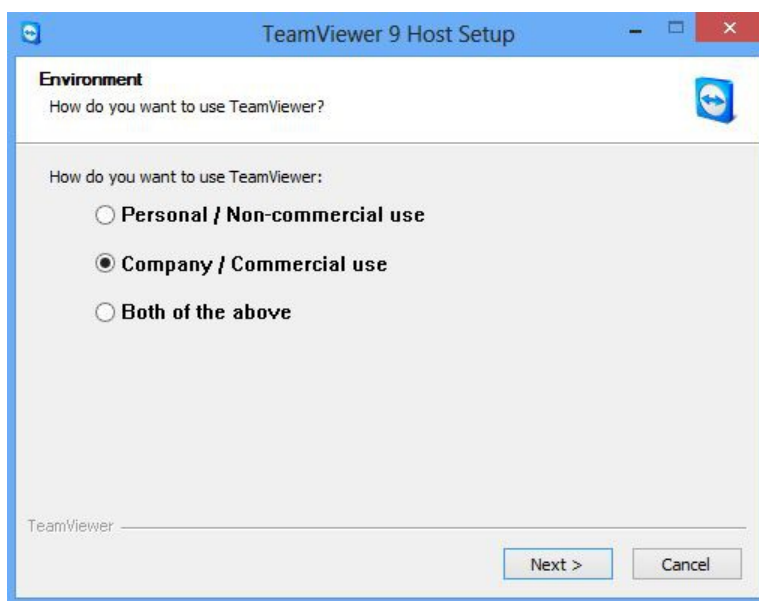 TeamViewer 9 Host Setup
Environment
How do you want to use TeamViewer?
How do you want to use TeamViewer:
Personal / Non-commercial use
Company / Commercial use
Both of the above
TeamViewer
Next > Cancel